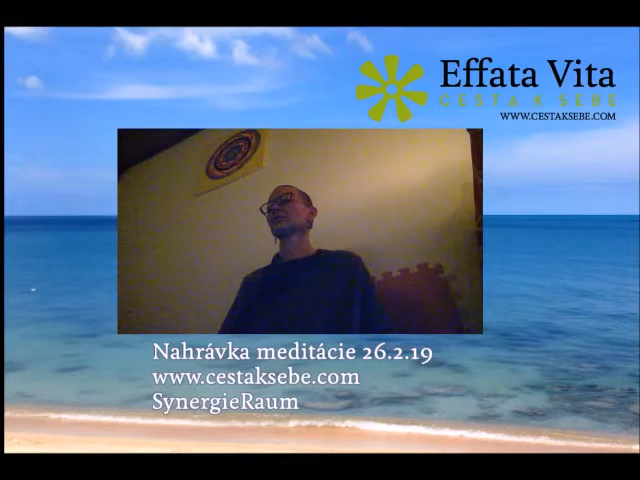 Effata Vita
CESTA K SEBE
WWW.CESTAKSEBE.COM
Nahrávka meditácie 26.2.19
www.cestaksebe.com
SynergieRaum